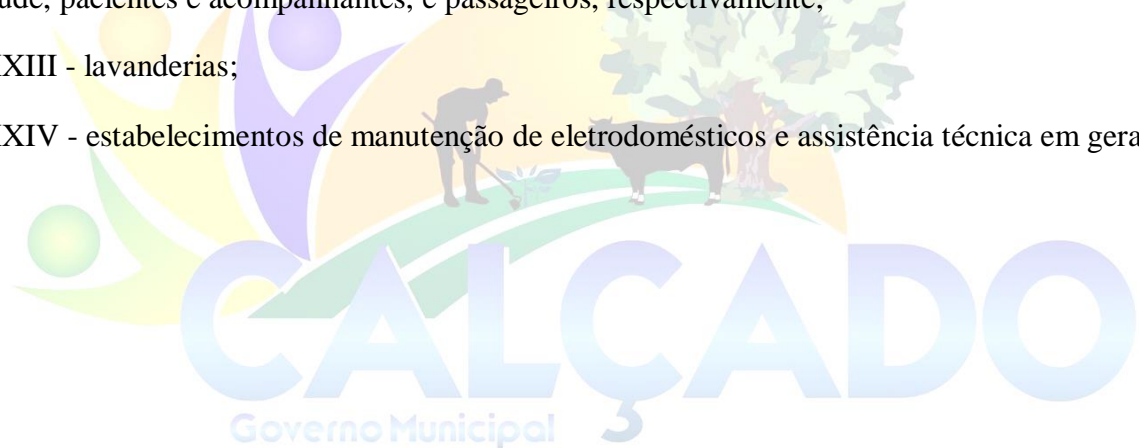 pacientes e acompanhantes, e passageiros, respectivamente;
XIII - lavanderias;
XIV - estabelecimentos de manutenção de eletrodomésticos e assistência técnica em gera
CALÇADO
Governo Municipal